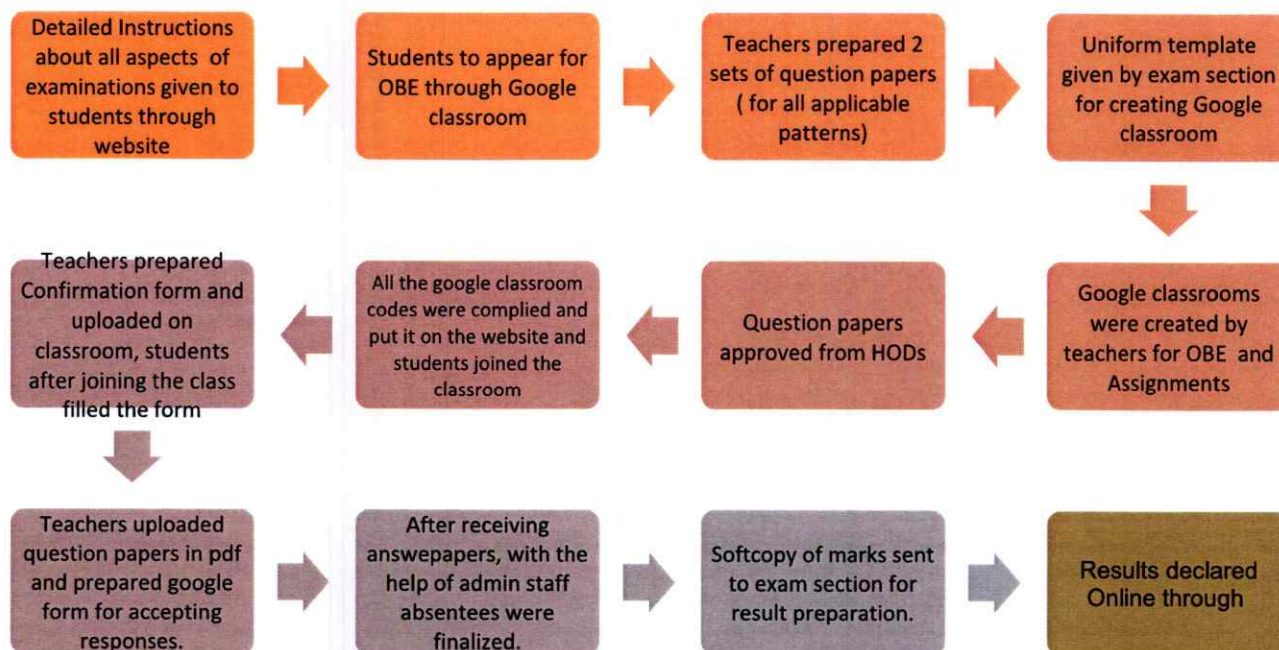 Detailed Instructions
about all aspects of
examinations given to
students through
website
Students to appear for
OBE through Google
classroom
Teachers prepared 2
sets of question papers
( for all applicable
patterns)
Uniform template
given by exam section
for creating Google
classroom
Google classrooms
were created by
teachers for OBE and
Assignments
Question papers
approved from HODs
All the google classroom
codes were complied and
put it on the website and
students joined the
classroom
Teachers prepared
Confirmation form and
uploaded on
classroom, students
after joining the class
filled the form
Teachers uploaded
question papers in pdf
and prepared google
form for accepting
responses.
After receiving
answepapers, with the
help of admin staff
absentees were
finalized.
Softcopy of marks sent
to exam section for
result preparation.
Results declared
Online through